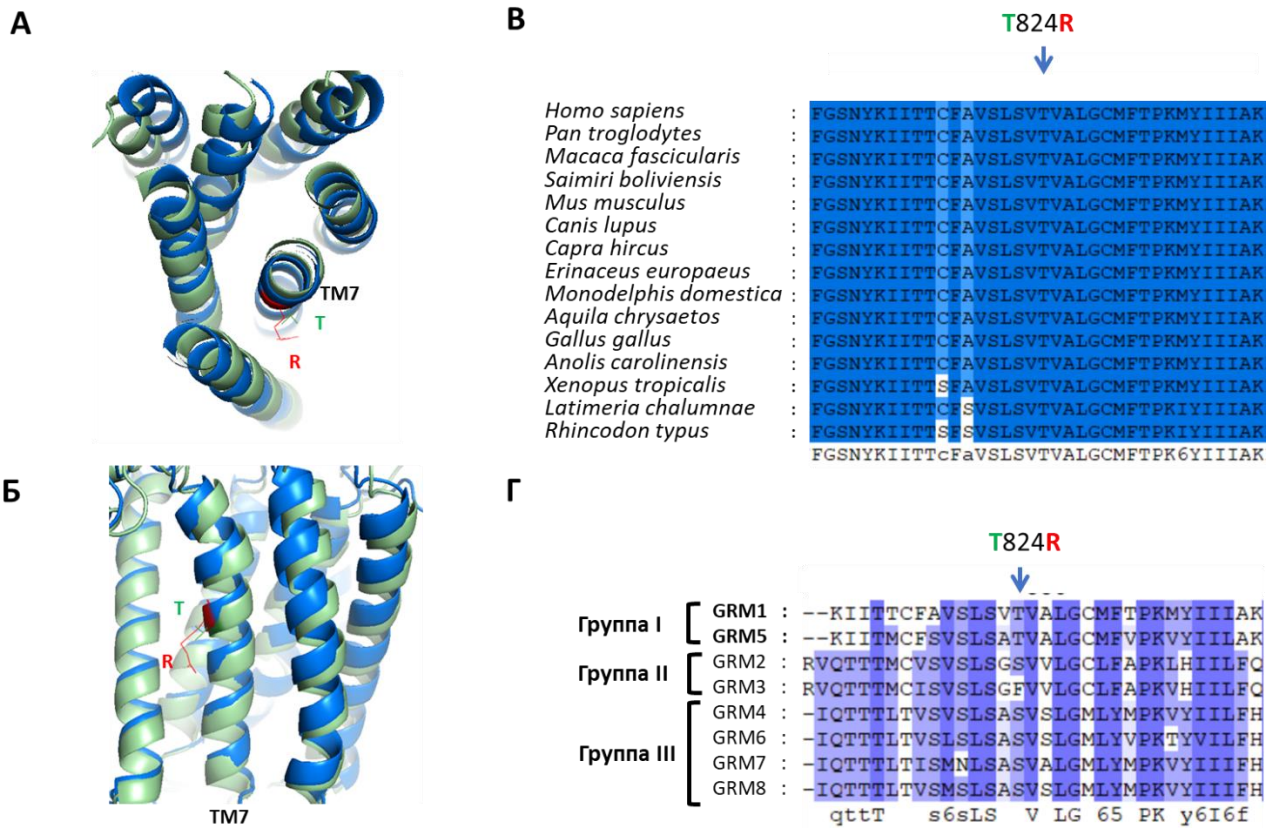 А
TM7
T
R
Б
T
R
TM7
В
T824R
Homo sapiens : FGSNYKIITTCFAVSLSVTVALGCMFTPKMYIIIAK
Pan troglodytes : FGSNYKIITTCFAVSLSVTVALGCMFTPKMYIIIAK
Macaca fascicularis : FGSNYKIITTCFAVSLSVTVALGCMFTPKMYIIIAK
Saimiri boliviensis : FGSNYKIITTCFAVSLSVTVALGCMFTPKMYIIIAK
Mus musculus : FGSNYKIITTCFAVSLSVTVALGCMFTPKMYIIIAK
Canis lupus : FGSNYKIITTCFAVSLSVTVALGCMFTPKMYIIIAK
Capra hircus : FGSNYKIITTCFAVSLSVTVALGCMFTPKMYIIIAK
Erinaceus europaeus : FGSNYKIITTCFAVSLSVTVALGCMFTPKMYIIIAK
Monodelphis domestica : FGSNYKIITTCFAVSLSVTVALGCMFTPKMYIIIAK
Aquila chrysaetos : FGSNYKIITTCFAVSLSVTVALGCMFTPKMYIIIAK
Gallus gallus : FGSNYKIITTCFAVSLSVTVALGCMFTPKMYIIIAK
Anolis carolinensis : FGSNYKIITTCFAVSLSVTVALGCMFTPKMYIIIAK
Xenopus tropicalis : FGSNYKIITTSFAVSLSVTVALGCMFTPKMYIIIAK
Latimeria chalumnae : FGSNYKIITTCFSVSLSVTVALGCMFTPKIYIIIAK
Rhincodon typus : FGSNYKIITTSFSVSLSVTVALGCMFTPKMYIIIAK
FGSNYKIITTcFaVSLSVTVALGCMFTPK6YIIIAK
Г
T824R
Группа I
GRM1 : --KIITTCFAVSLSVTVALGCMFTPKMYIIIAK
GRM5 : --KIITMCFSVSLSATVALGCMFVPKVYIILAK
Группа II
GRM2 : RVQTTTMCVSVSLSGSVVLGCLFAPKLHIILFQ
GRM3 : RVQTTTMCISVSLSGFVVLGCLFAPKVHIILFQ
Группа III
GRM4 : -IQTTTLTVSVSLSASVSLGMLYMPKVYIILFH
GRM6 : -IQTTTLTVSLSLSASVSLGMLYVPKTYVILFH
GRM7 : -IQTTTLTISMNLSASVALGMLYMPKVYIIIFH
GRM8 : -IQTTTLTVSMSLSASVSLGMLYMPKVYIIIFH
qttT s6sLS V LG 65 PK y6I6f